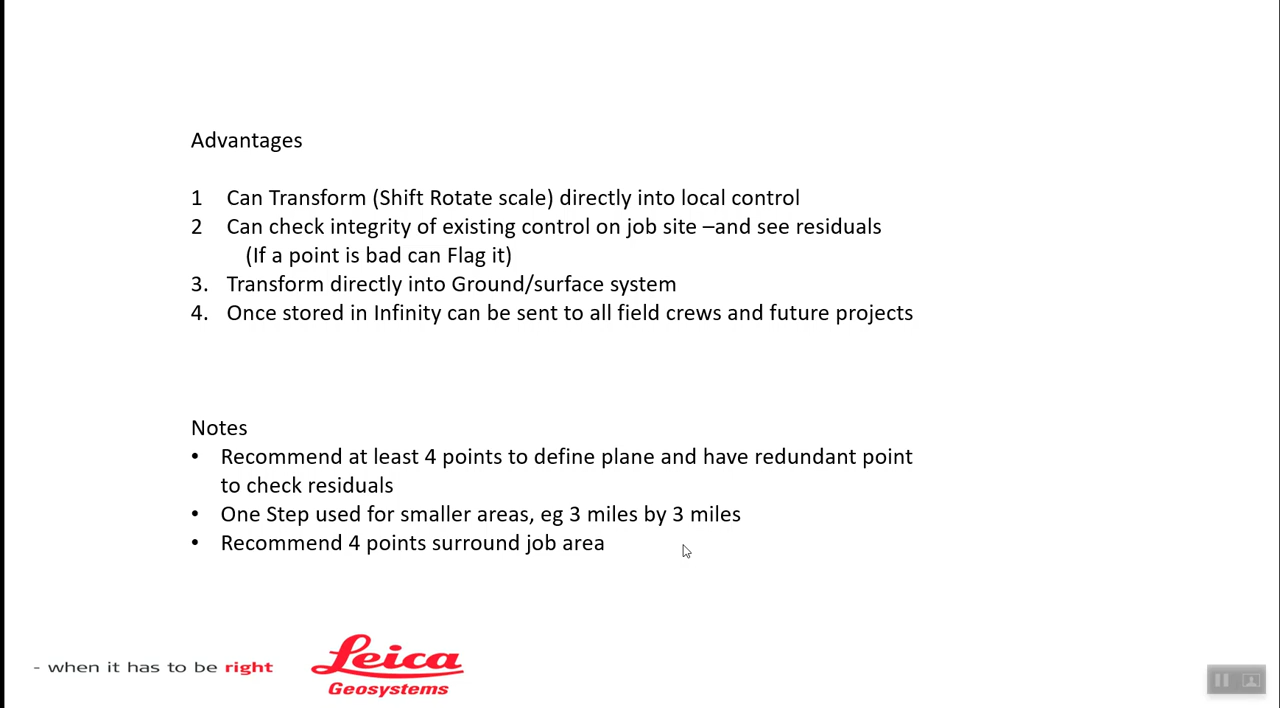 Advantages
1 Can Transform (Shift Rotate scale) directly into local control
2 Can check integrity of existing control on job site –and see residuals
(If a point is bad can Flag it)
3. Transform directly into Ground/surface system
4. Once stored in Infinity can be sent to all field crews and future projects
Notes
• Recommend at least 4 points to define plane and have redundant point
to check residuals
• One Step used for smaller areas, eg 3 miles by 3 miles
• Recommend 4 points surround job area
- when it has to be right
Leica
Geosystems